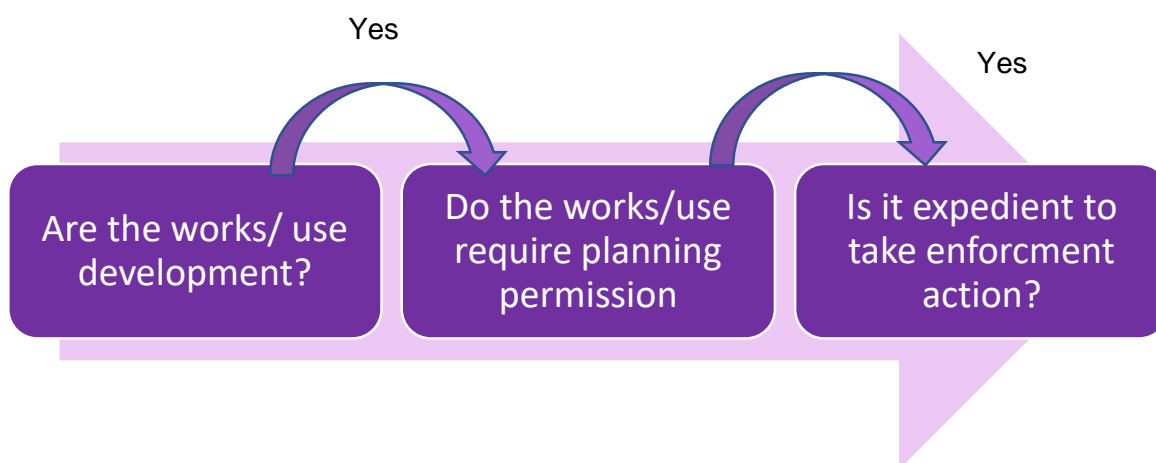 Yes
Yes
Are the works/ use
development?
Do the works/use
require planning
permission
Is it expedient to
take enforcment
action?